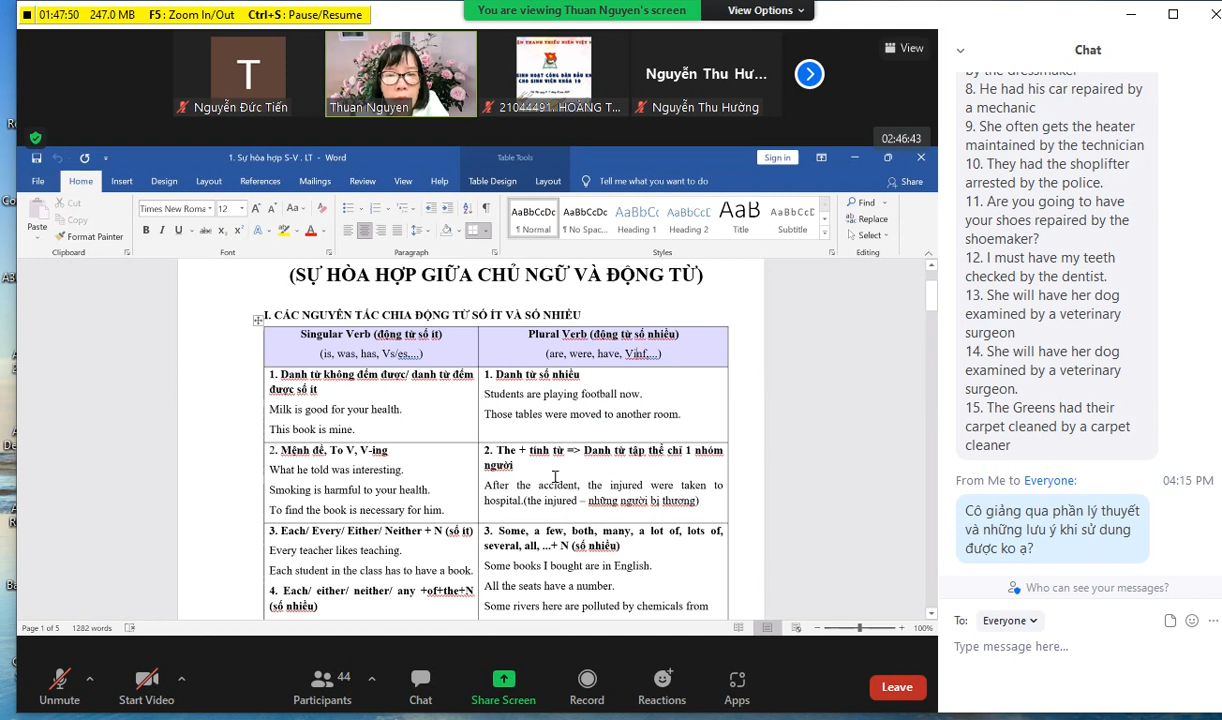 01:47:50 247.0 MB F5: Zoom In/Out Ctrl+S : Pause/Resume
You are viewing Thuan Nguyen's screen
View Options
T
Nguyễn Đức Tiến
Thuan Nguyen
21044491. HOÀNG T...
Nguyễn Thu Hư...
Nguyễn Thu Hường
View
02:46:43
1. Sự hòa hợp S-V . LT - Word
Table Tools
Sign in
File Home Insert Design Layout References Mailings Review View Help Table Design Layout Tell me what you want to do Share
Paste
Cut
Copy
Format Painter
Clipboard
Times New Roma
12
Font
Paragraph
AaBbCcDc
¶ Normal
AaBbCcDc
¶ No Spac...
AaBbCcI
Heading 1
AaBbCcD
Heading 2
AaB
Title
AaBbCcD
Subtitle
Styles
Find
Replace
Select
Editing
(SỰ HÒA HỢP GIỮA CHỦ NGỮ VÀ ĐỘNG TỪ)
I. CÁC NGUYÊN TẮC CHIA ĐỘNG TỪ SỐ ÍT VÀ SỐ NHIỀU
Singular Verb (động từ số ít)
(is, was, has, Vs/es,...)
Plural Verb (động từ số nhiều)
(are, were, have, Vinf,...)
1. Danh từ không đếm được/ danh từ đếm
được số ít
Milk is good for your health.
This book is mine.
1. Danh từ số nhiều
Students are playing football now.
Those tables were moved to another room.
2. Mệnh đề, To V, V-ing
What he told was interesting.
Smoking is harmful to your health.
To find the book is necessary for him.
2. The + tính từ => Danh từ tập thể chỉ 1 nhóm
người
After the accident, the injured were taken to
hospital.(the injured – những người bị thương)
3. Each/ Every/ Either/ Neither + N (số ít)
Every teacher likes teaching.
Each student in the class has to have a book.
4. Each/ either/ neither/ any +of+the+N
(số nhiều)
3. Some, a few, both, many, a lot of, lots of,
several, all, ...+ N (số nhiều)
Some books I bought are in English.
All the seats have a number.
Some rivers here are polluted by chemicals from
Page 1 of 5 1282 words
100%
Unmute
Start Video
44
Participants
Chat
Share Screen
Record
Reactions
Apps
Leave
Chat
by the dressmaker
8. He had his car repaired by
a mechanic
9. She often gets the heater
maintained by the technician
10. They had the shoplifter
arrested by the police.
11. Are you going to have
your shoes repaired by the
shoemaker?
12. I must have my teeth
checked by the dentist.
13. She will have her dog
examined by a veterinary
surgeon
14. She will have her dog
examined by a veterinary
surgeon.
15. The Greens had their
carpet cleaned by a carpet
cleaner
From Me to Everyone: 04:15 PM
Cô giảng qua phần lý thuyết
và những lưu ý khi sử dung
được ko ạ?
Who can see your messages?
To: Everyone
Type message here...